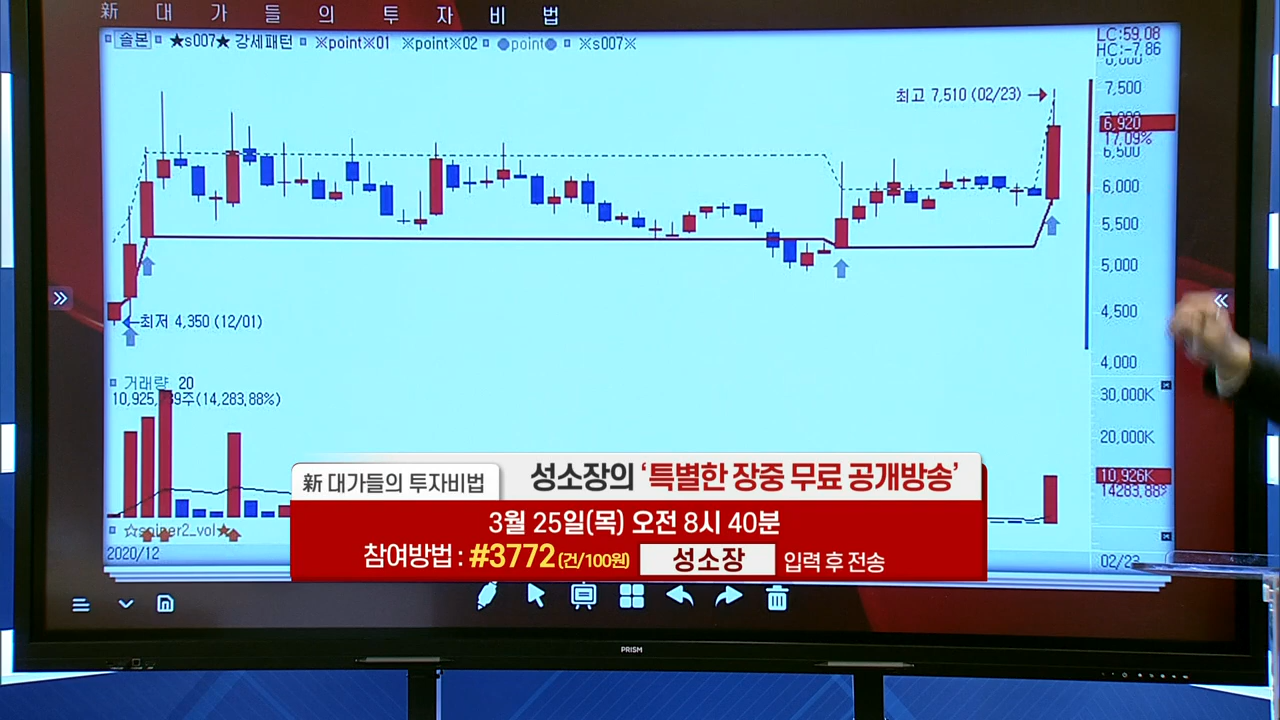 新 대 가 들 의 투 자 비 법
솔본 ★s007★ 강세패턴 ※point※01 ※point※02 ●point● ※s007※
LC:59.08
HC:-7.86
최고 7,510 (02/23)
7,500
6,920
17.09%
6,500
6,000
5,500
5,000
4,500
4,000
최저 4,350 (12/01)
거래량 20
(14,283.88%)
30,000K
20,000K
10,926K
14283.88%
☆sniper2_vol★
2020/12
02/23
新 대가들의 투자비법
성소장의 ‘특별한 장중 무료 공개방송’
3월 25일(목) 오전 8시 40분
참여방법 : #3772 (건/100원) 성소장 입력 후 전송
PRISM